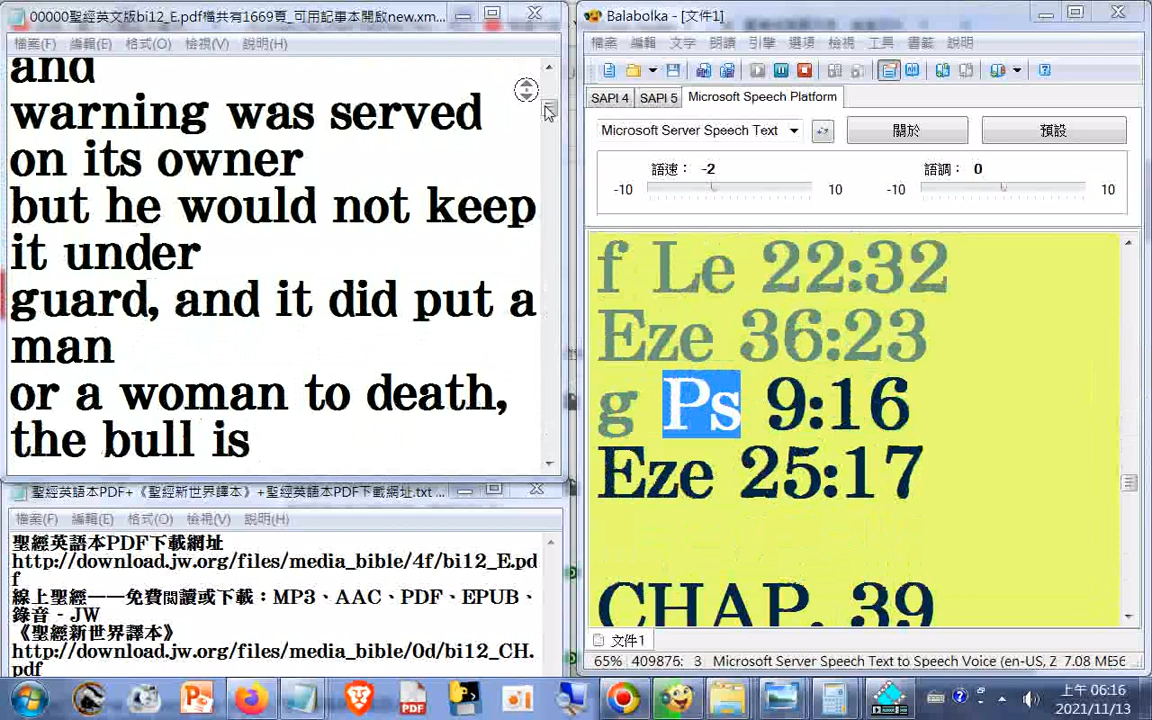 00000聖經英文版bi12_E.pdf檔共有1669頁_可用記事本開啟new.xm...
檔案(F) 編輯(E) 格式(O) 檢視(V) 說明(H)
and
warning was served
on its owner
but he would not keep
it under
guard, and it did put a
man
or a woman to death,
the bull is
聖經英語本PDF+《聖經新世界譯本》+聖經英語本PDF下載網址.txt ...
檔案(F) 編輯(E) 格式(O) 檢視(V) 說明(H)
聖經英語本PDF下載網址
http://download.jw.org/files/media_bible/4f/bi12_E.pd
f
線上聖經——免費閱讀或下載：MP3、AAC、PDF、EPUB、
錄音 - JW
《聖經新世界譯本》
http://download.jw.org/files/media_bible/0d/bi12_CH.
pdf
Balabolka - [文件1]
檔案 編輯 文字 朗讀 引擎 選項 檢視 工具 書籤 說明
SAPI 4 SAPI 5 Microsoft Speech Platform
Microsoft Server Speech Text 關於 預設
語速： -2 語調： 0
-10 10 -10 10
f Le 22:32
Eze 36:23
g Ps 9:16
Eze 25:17
CHAP. 39
文件1
65% 409876: 3 Microsoft Server Speech Text to Speech Voice (en-US, Z 7.08 ME56
上午 06:16
2021/11/13